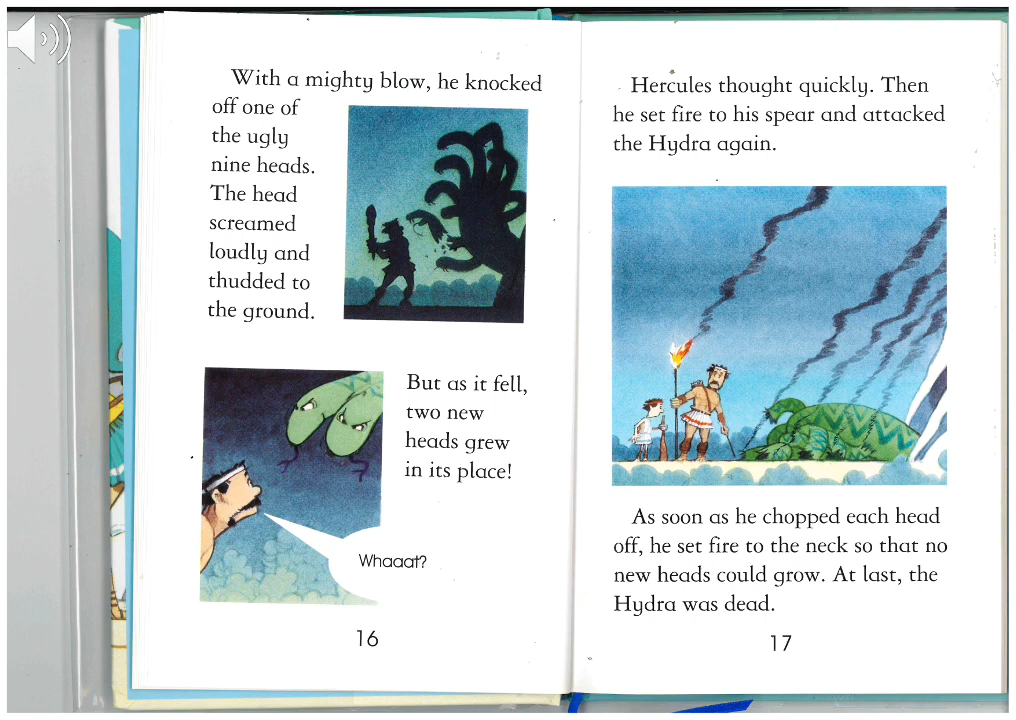 With a mighty blow, he knocked
off one of
the ugly
nine heads.
The head
screamed
loudly and
thudded to
the ground.
But as it fell,
two new
heads grew
in its place!
Whaaat?
16
Hercules thought quickly. Then
he set fire to his spear and attacked
the Hydra again.
As soon as he chopped each head
off, he set fire to the neck so that no
new heads could grow. At last, the
Hydra was dead.
17